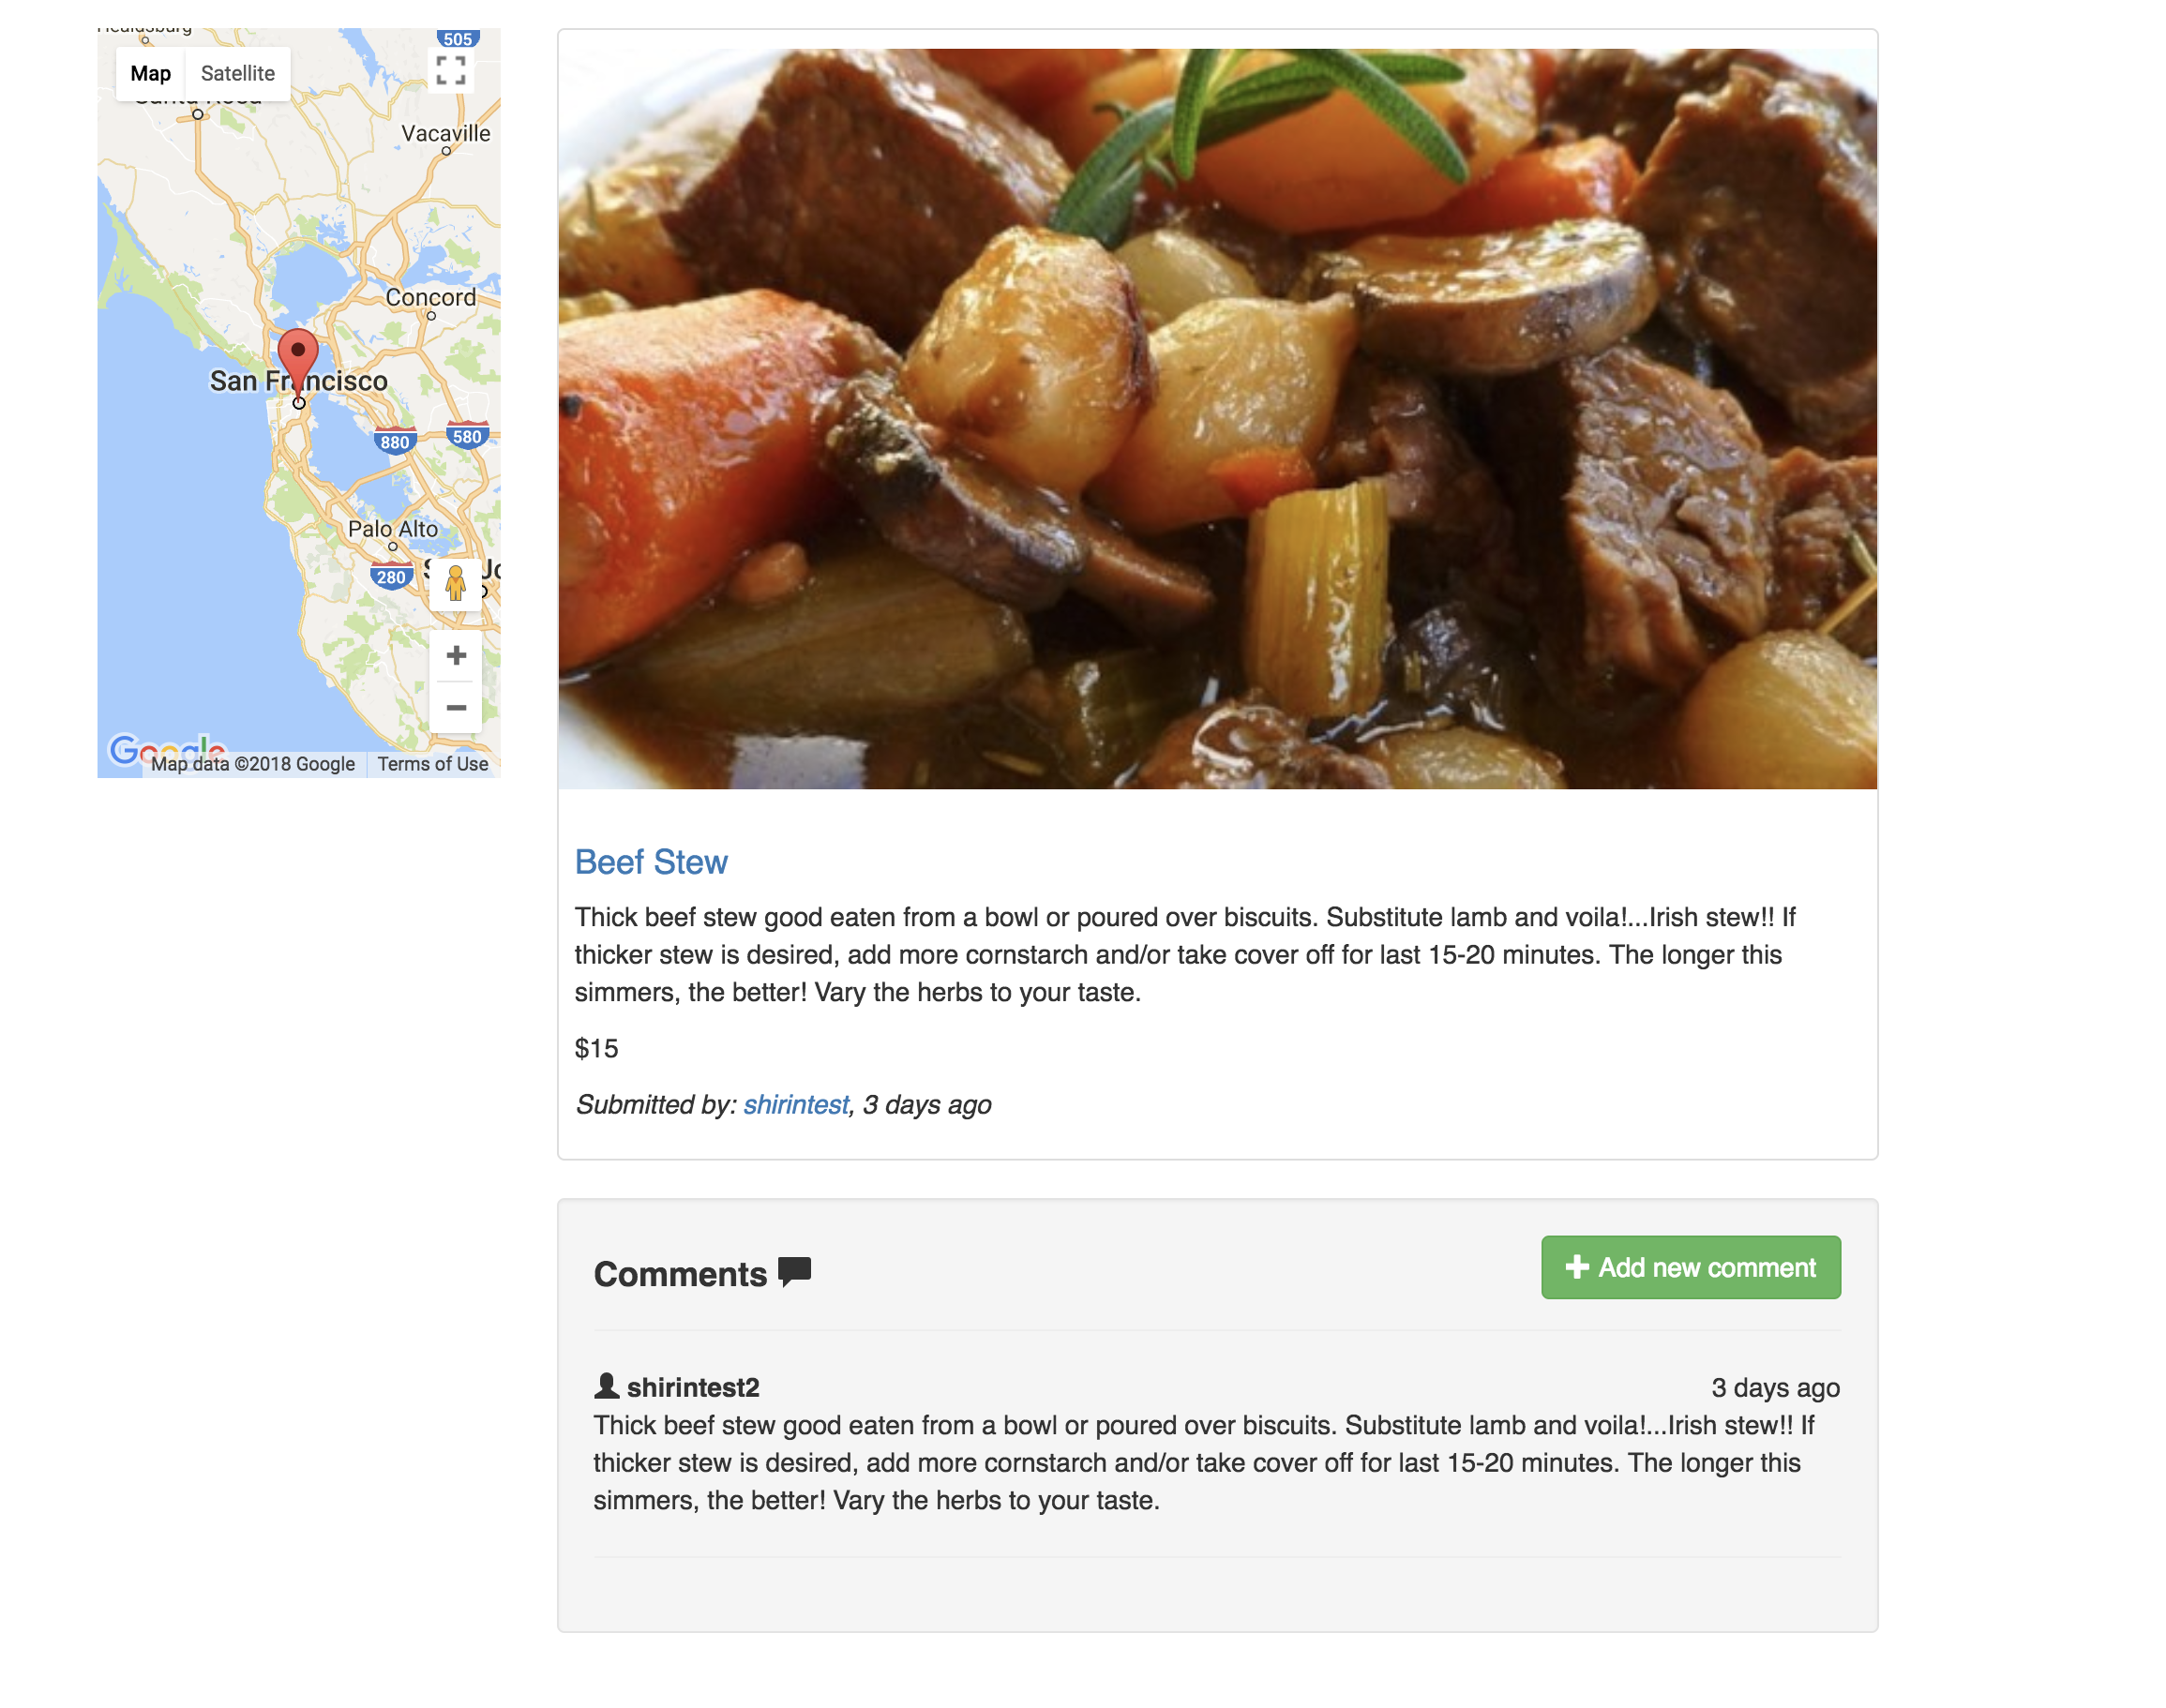 505
Map Satellite
Vacaville
Concord
San Francisco
880 580
Palo Alto
280
Google
Map data ©2018 Google Terms of Use
Beef Stew
Thick beef stew good eaten from a bowl or poured over biscuits. Substitute lamb and voila!...Irish stew!! If
thicker stew is desired, add more cornstarch and/or take cover off for last 15-20 minutes. The longer this
simmers, the better! Vary the herbs to your taste.
$15
Submitted by: shirintest, 3 days ago
Comments
Add new comment
shirintest2 3 days ago
Thick beef stew good eaten from a bowl or poured over biscuits. Substitute lamb and voila!...Irish stew!! If
thicker stew is desired, add more cornstarch and/or take cover off for last 15-20 minutes. The longer this
simmers, the better! Vary the herbs to your taste.